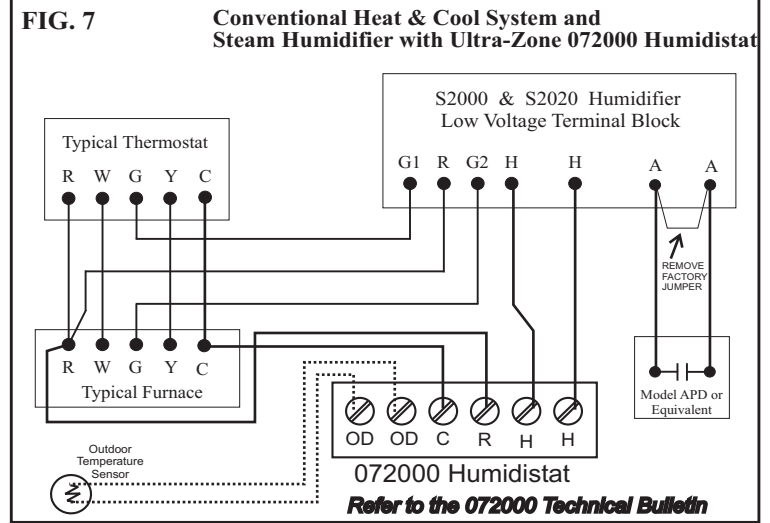 FIG. 7
Conventional Heat & Cool System and
Steam Humidifier with Ultra-Zone 072000 Humidistat
S2000 & S2020 Humidifier
Low Voltage Terminal Block
G1 R G2 H H A A
Typical Thermostat
R W G Y C
REMOVE
FACTORY
JUMPER
R W G Y C
Typical Furnace
Model APD or
Equivalent
OD OD C R H H
072000 Humidistat
Outdoor
Temperature
Sensor
Refer to the 072000 Technical Bulletin